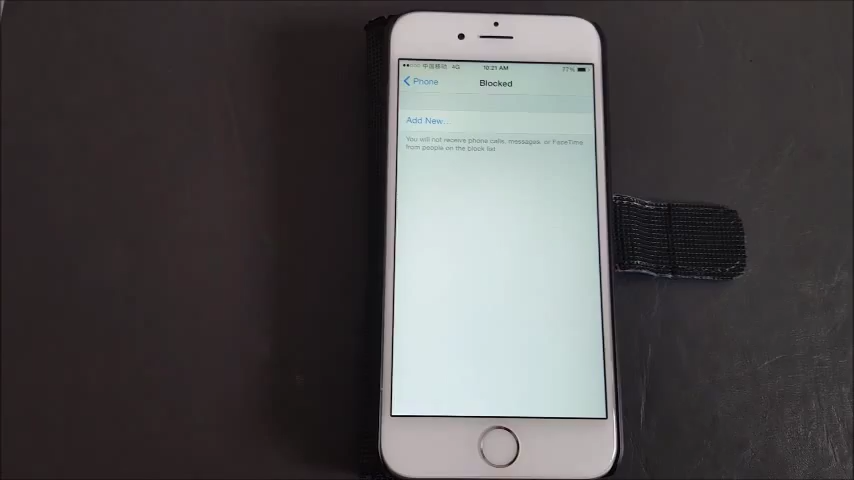 中国移动 4G 10:21 AM 77%
Phone Blocked
Add New...
You will not receive phone calls, messages, or FaceTime
from people on the block list.